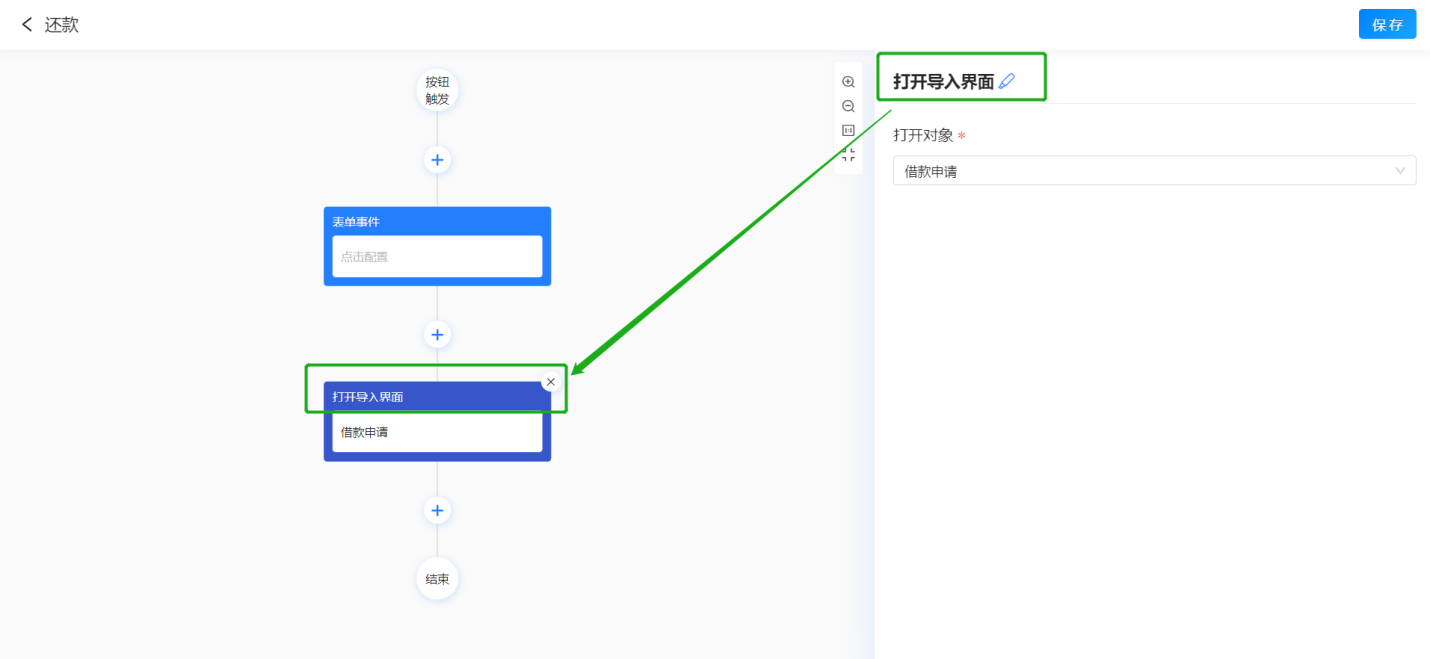 还款
保存
按钮
触发
表单事件
点击配置
打开导入界面
借款申请
结束
打开导入界面
打开对象 *
借款申请